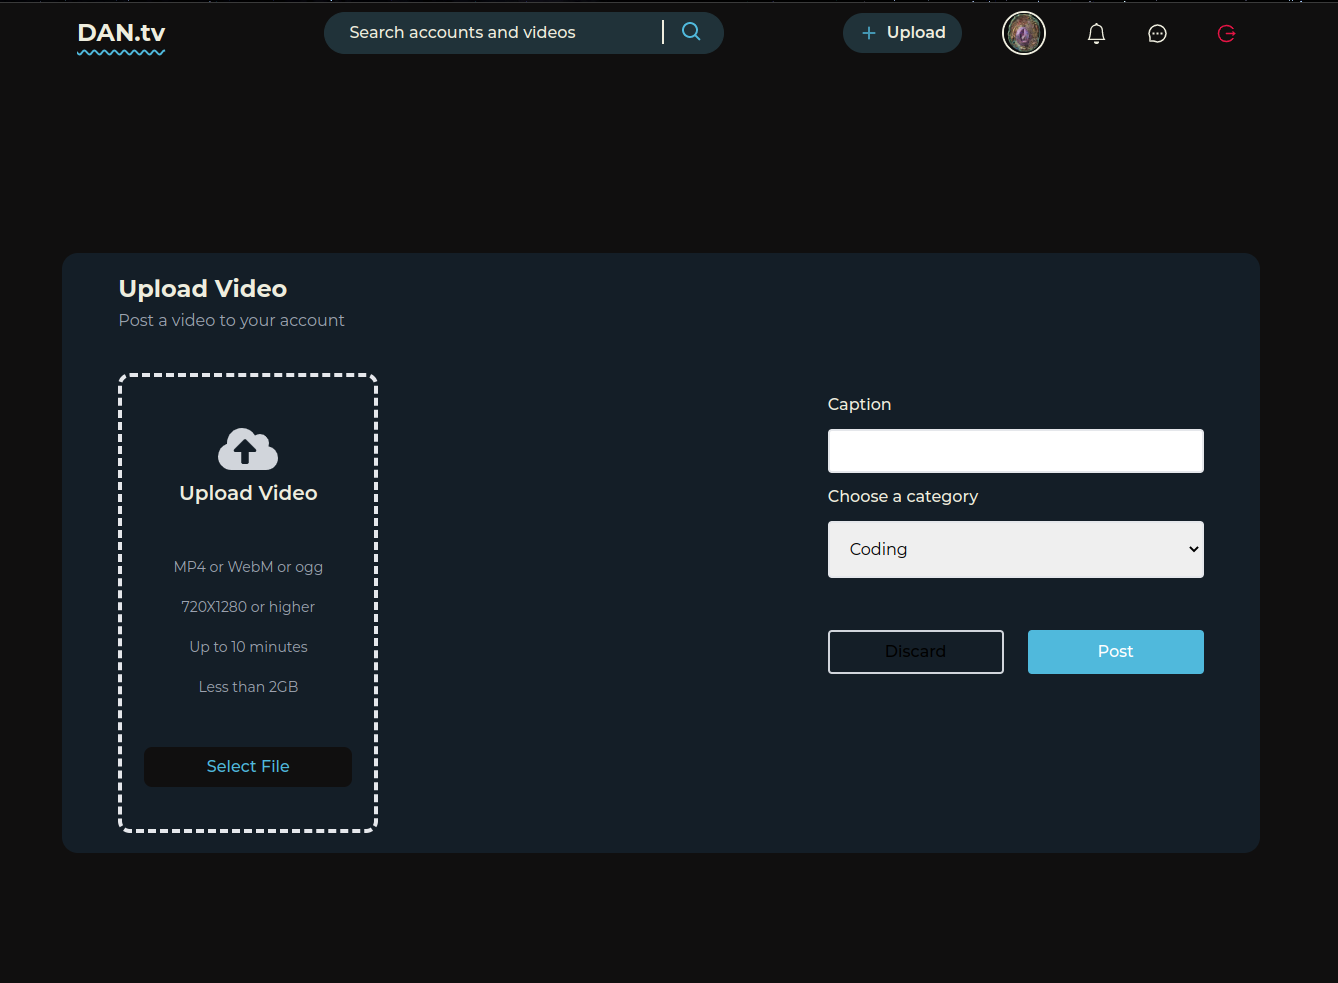 DAN.tv
Search accounts and videos
Upload
Upload Video
Post a video to your account
Upload Video
MP4 or WebM or ogg
720X1280 or higher
Up to 10 minutes
Less than 2GB
Select File
Caption
Choose a category
Coding
Discard
Post